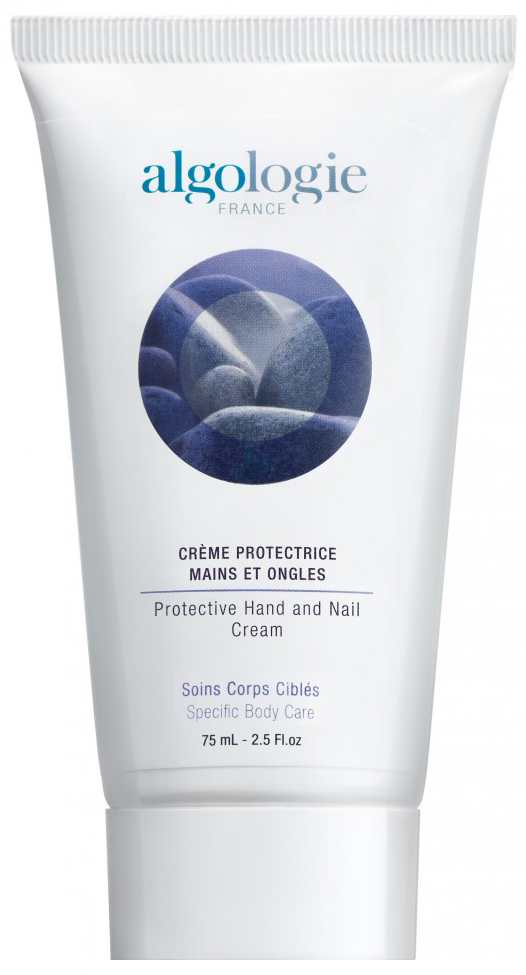 algologie
FRANCE
CRÈME PROTECTRICE
MAINS ET ONGLES
Protective Hand and Nail
Cream
Soins Corps Ciblés
Specific Body Care
75 mL - 2.5 Fl.oz